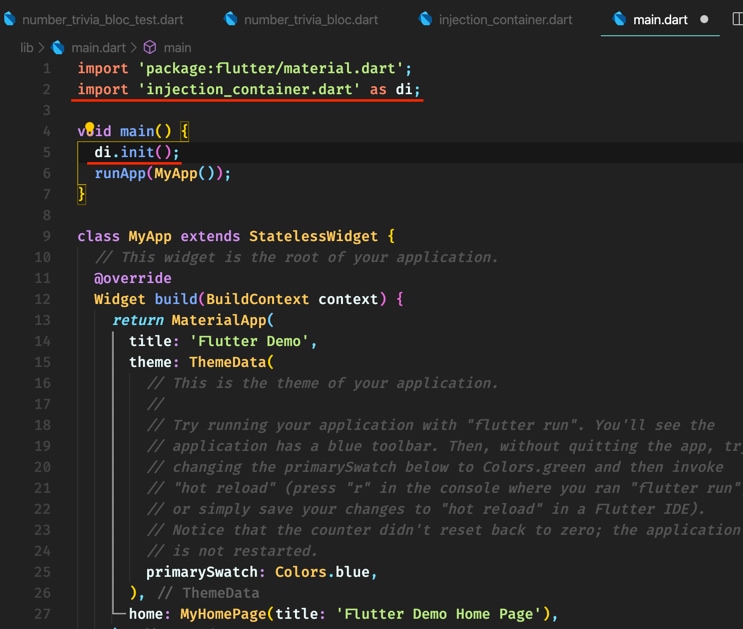 number_trivia_bloc_test.dart number_trivia_bloc.dart injection_container.dart main.dart
lib > main.dart > main
1 import 'package:flutter/material.dart';
2 import 'injection_container.dart' as di;
3
4 void main() {
5 di.init();
6 runApp(MyApp());
7 }
8
9 class MyApp extends StatelessWidget {
10 // This widget is the root of your application.
11 @override
12 Widget build(BuildContext context) {
13 return MaterialApp(
14 title: 'Flutter Demo',
15 theme: ThemeData(
16 // This is the theme of your application.
17 //
18 // Try running your application with "flutter run". You'll see the
19 // application has a blue toolbar. Then, without quitting the app, try
20 // changing the primarySwatch below to Colors.green and then invoke
21 // "hot reload" (press "r" in the console where you ran "flutter run"
22 // or simply save your changes to "hot reload" in a Flutter IDE).
23 // Notice that the counter didn't reset back to zero; the application
24 // is not restarted.
25 primarySwatch: Colors.blue,
26 ), // ThemeData
27 home: MyHomePage(title: 'Flutter Demo Home Page'),